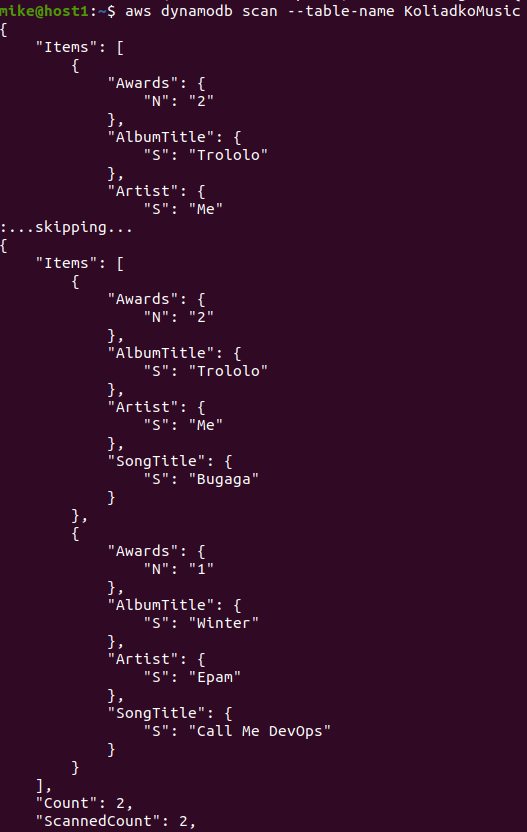 mike@host1:~$ aws dynamodb scan --table-name KoliadkoMusic
{
    "Items": [
        {
            "Awards": {
                "N": "2"
            },
            "AlbumTitle": {
                "S": "Trololo"
            },
            "Artist": {
                "S": "Me"
:...skipping...
{
    "Items": [
        {
            "Awards": {
                "N": "2"
            },
            "AlbumTitle": {
                "S": "Trololo"
            },
            "Artist": {
                "S": "Me"
            },
            "SongTitle": {
                "S": "Bugaga"
            }
        },
        {
            "Awards": {
                "N": "1"
            },
            "AlbumTitle": {
                "S": "Winter"
            },
            "Artist": {
                "S": "Epam"
            },
            "SongTitle": {
                "S": "Call Me DevOps"
            }
        }
    ],
    "Count": 2,
    "ScannedCount": 2,